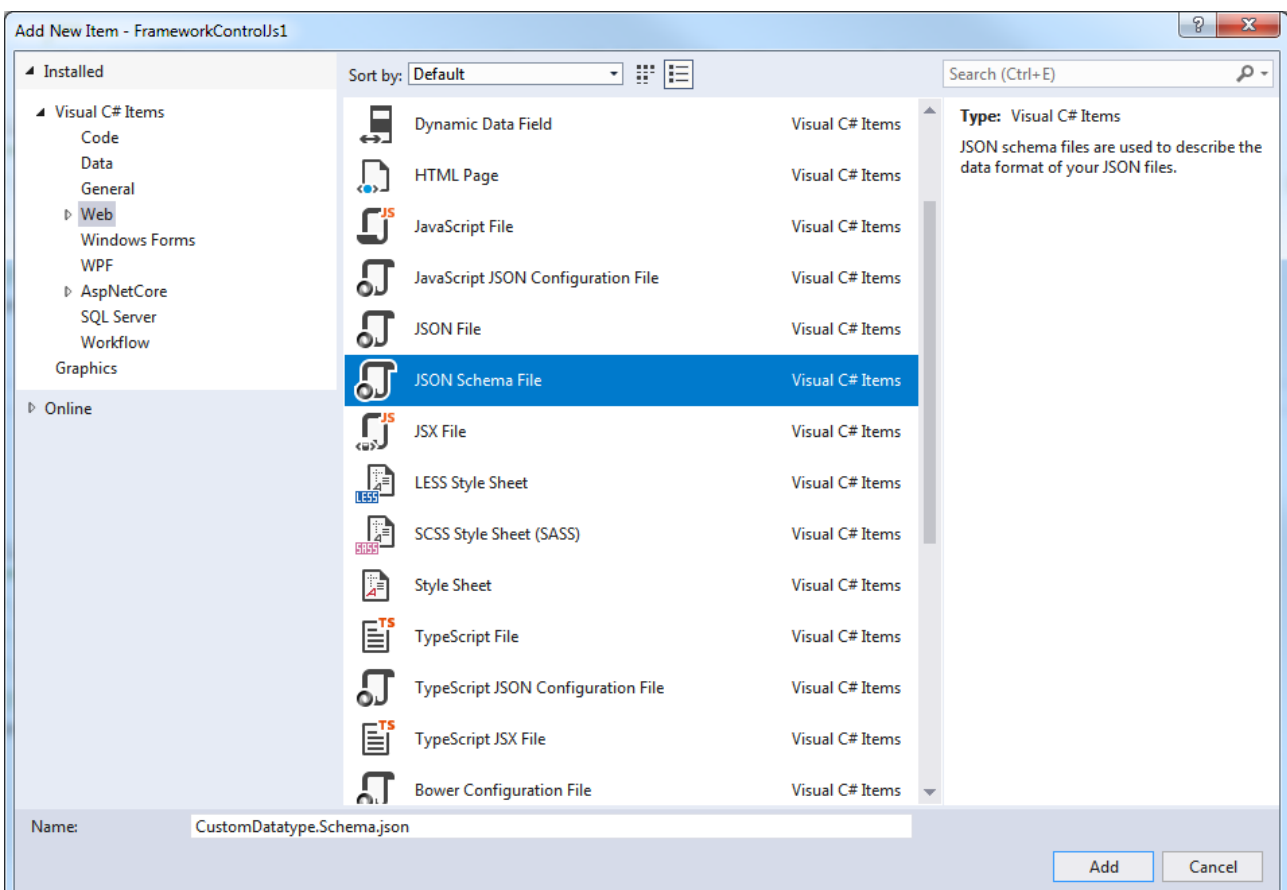 Add New Item - FrameworkControlJs1
Installed
Sort by: Default
Search (Ctrl+E)
Visual C# Items
Code
Data
General
Web
Windows Forms
WPF
AspNetCore
SQL Server
Workflow
Graphics
Online
Dynamic Data Field Visual C# Items
HTML Page Visual C# Items
JS
JavaScript File Visual C# Items
JavaScript JSON Configuration File Visual C# Items
JSON File Visual C# Items
JSON Schema File Visual C# Items
JS
JSX File Visual C# Items
LESS
LESS Style Sheet Visual C# Items
SASS
SCSS Style Sheet (SASS) Visual C# Items
Style Sheet Visual C# Items
TS
TypeScript File Visual C# Items
TypeScript JSON Configuration File Visual C# Items
TS
TypeScript JSX File Visual C# Items
Bower Configuration File Visual C# Items
Type: Visual C# Items
JSON schema files are used to describe the
data format of your JSON files.
Name: CustomDatatype.Schema.json
Add Cancel